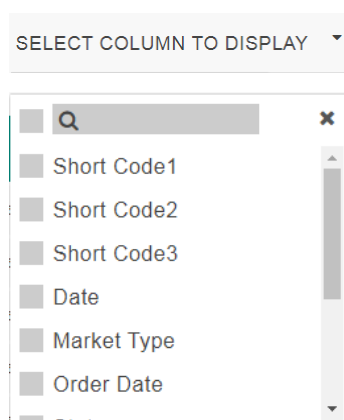 SELECT COLUMN TO DISPLAY
Short Code1
Short Code2
Short Code3
Date
Market Type
Order Date